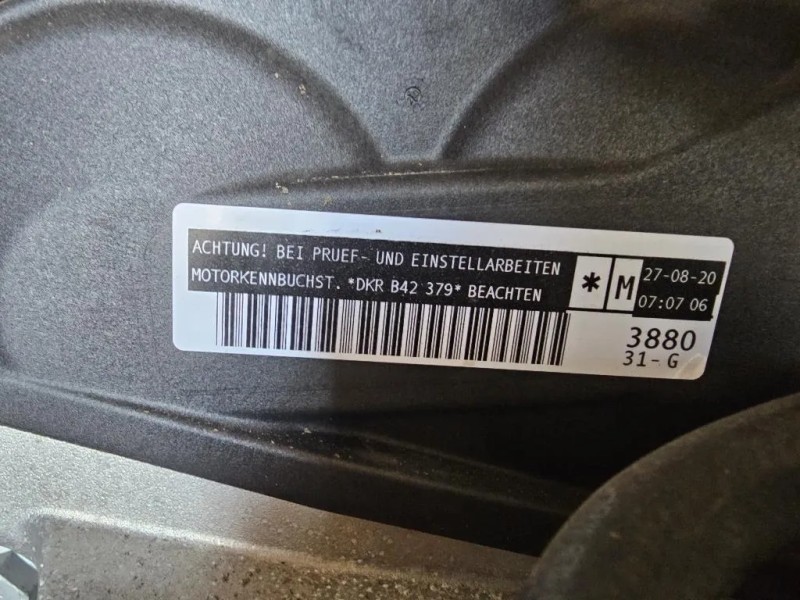 ACHTUNG! BEI PRUEF- UND EINSTELLARBEITEN
MOTORKENNBUCHST. *DKR B42 379* BEACHTEN
* M
27-08-20
07:07 06
3880
31-G